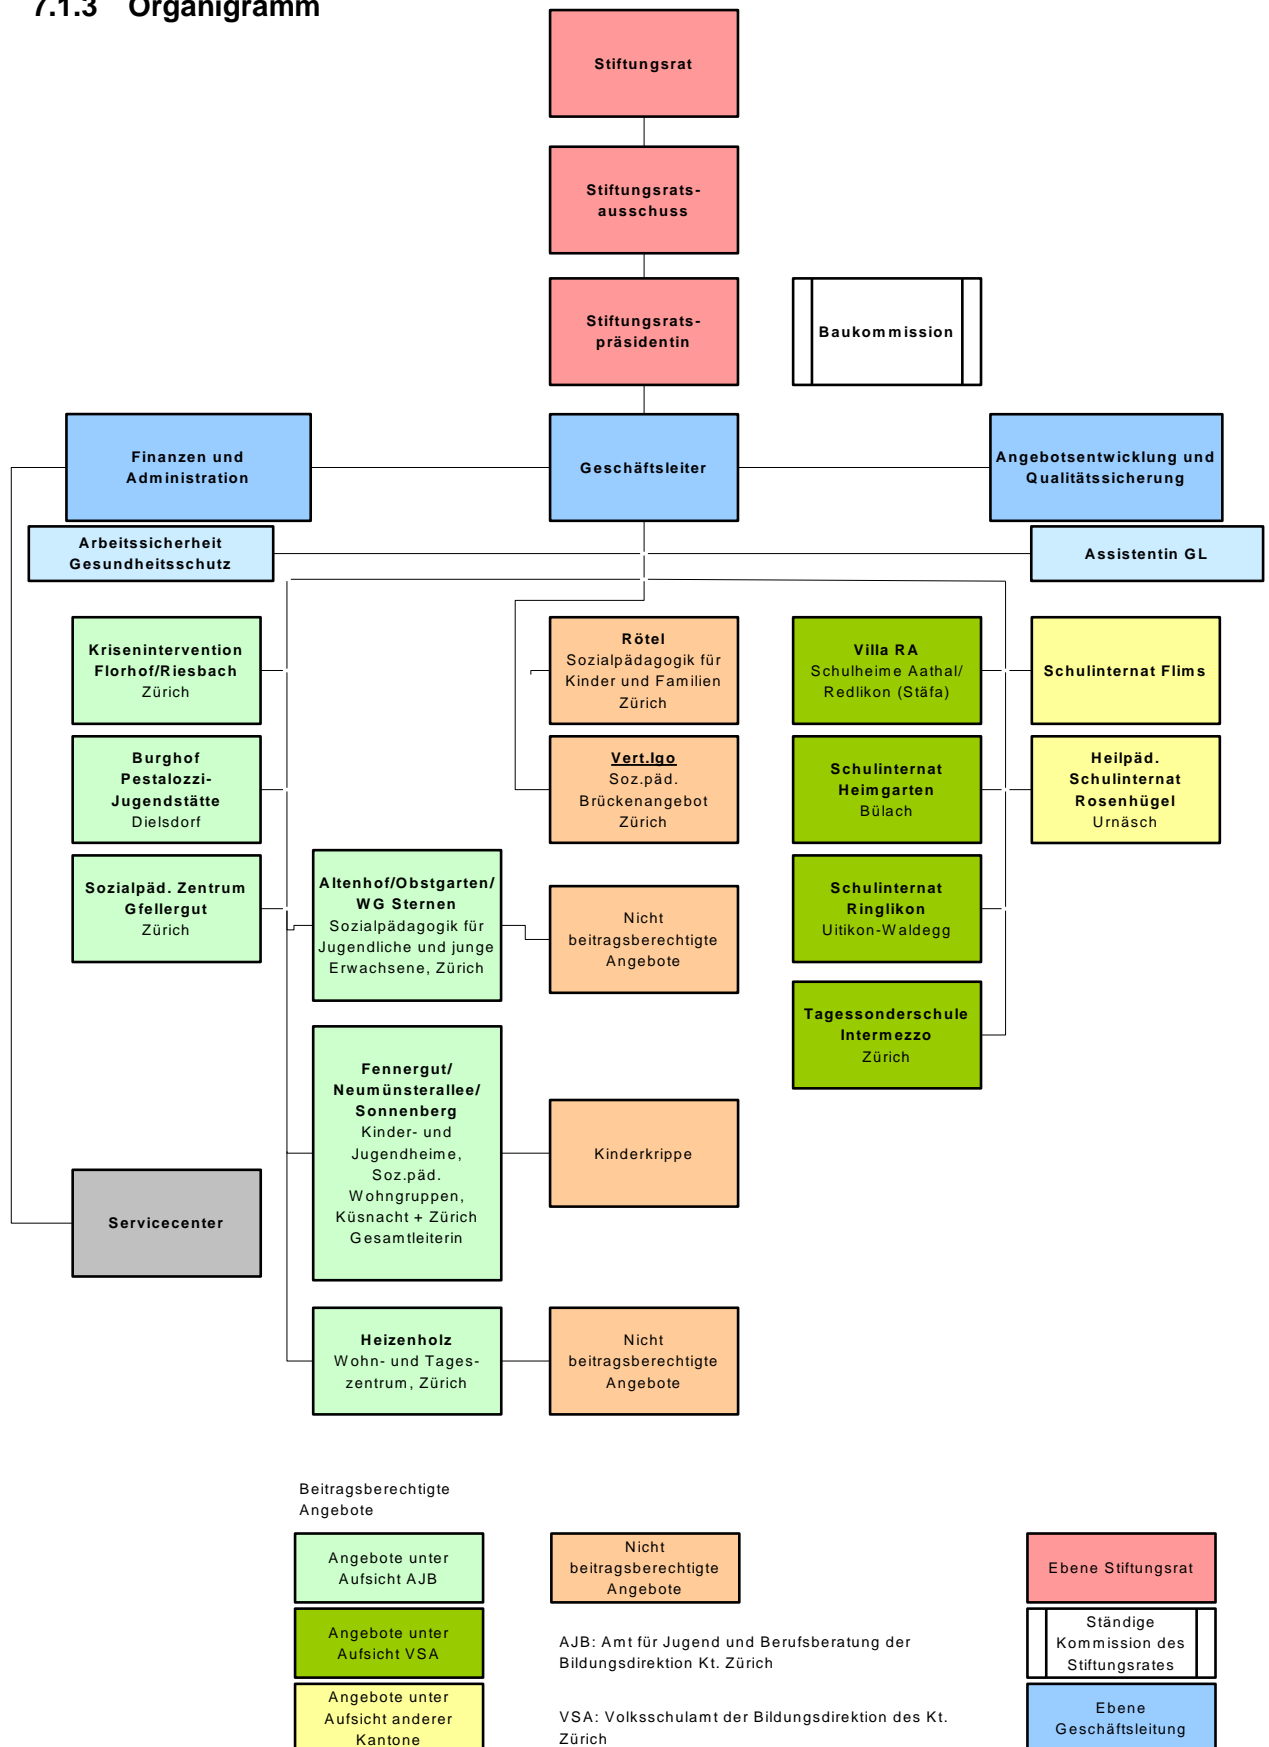 7.1.3 Organigramm
Stiftungsrat
Stiftungsrats-
ausschuss
Stiftungsrats-
präsidentin
Baukommission
Finanzen und
Administration
Geschäftsleiter
Angebotsentwicklung und
Qualitätssicherung
Arbeitssicherheit
Gesundheitsschutz
Assistentin GL
Krisenintervention
Florhof/Riesbach
Zürich
Rötel
Sozialpädagogik für
Kinder und Familien
Zürich
Villa RA
Schulheime Aathal/
Redlikon (Stäfa)
Schulinternat Flims
Burghof
Pestalozzi-
Jugendstätte
Dielsdorf
Vert.Igo
Soz.päd.
Brückenangebot
Zürich
Schulinternat
Heimgarten
Bülach
Heilpäd.
Schulinternat
Rosenhügel
Urnäsch
Sozialpäd. Zentrum
Gfellergut
Zürich
Altenhof/Obstgarten/
WG Sternen
Sozialpädagogik für
Jugendliche und junge
Erwachsene, Zürich
Nicht
beitragsberechtigte
Angebote
Schulinternat
Ringlikon
Uitikon-Waldegg
Tagessonderschule
Intermezzo
Zürich
Fennergut/
Neumünsterallee/
Sonnenberg
Kinder- und
Jugendheime,
Soz.päd.
Wohngruppen,
Küsnacht + Zürich
Gesamtleiterin
Kinderkrippe
Servicecenter
Heizenholz
Wohn- und Tages-
zentrum, Zürich
Nicht
beitragsberechtigte
Angebote
Beitragsberechtigte
Angebote
Angebote unter
Aufsicht AJB
Nicht
beitragsberechtigte
Angebote
Ebene Stiftungsrat
Angebote unter
Aufsicht VSA
AJB: Amt für Jugend und Berufsberatung der
Bildungsdirektion Kt. Zürich
Ständige
Kommission des
Stiftungsrates
Angebote unter
Aufsicht anderer
Kantone
VSA: Volksschulamt der Bildungsdirektion des Kt.
Zürich
Ebene
Geschäftsleitung